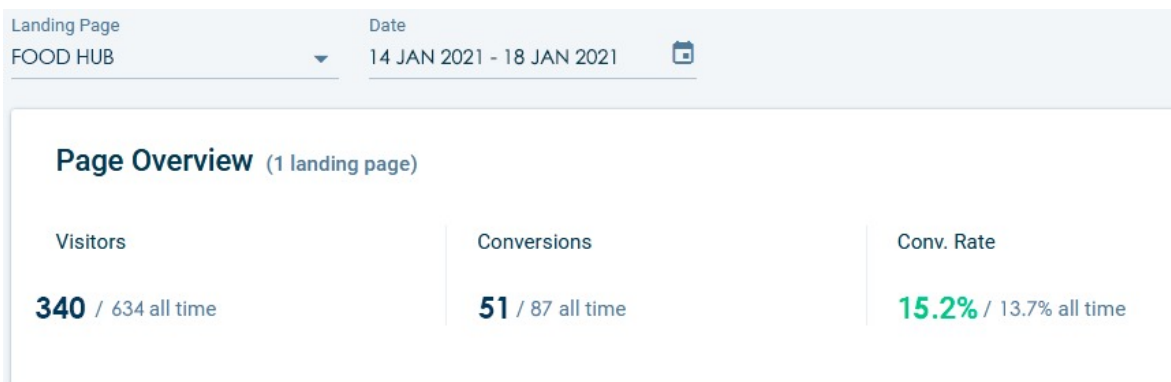 Landing Page
FOOD HUB
Date
14 JAN 2021 - 18 JAN 2021
Page Overview (1 landing page)
Visitors
340 / 634 all time
Conversions
51 / 87 all time
Conv. Rate
15.2% / 13.7% all time